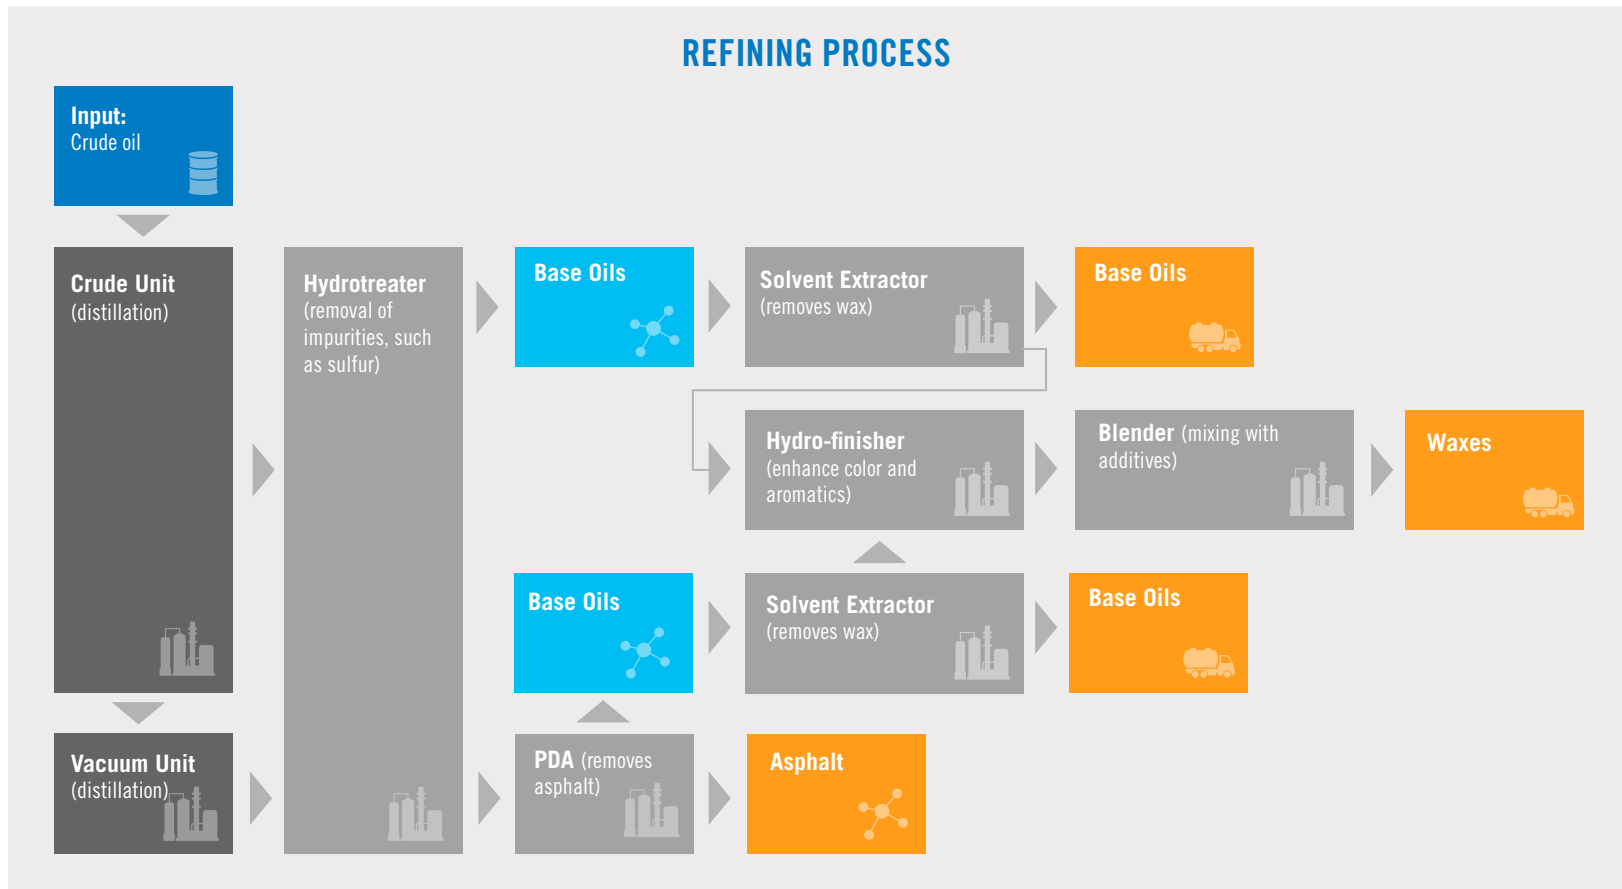 REFINING PROCESS
Input:
Crude oil
Crude Unit
(distillation)
Hydrotreater
(removal of
impurities, such
as sulfur)
Base Oils
Solvent Extractor
(removes wax)
Base Oils
Hydro-finisher
(enhance color and
aromatics)
Blender (mixing with
additives)
Waxes
Base Oils
Solvent Extractor
(removes wax)
Base Oils
Vacuum Unit
(distillation)
PDA (removes
asphalt)
Asphalt